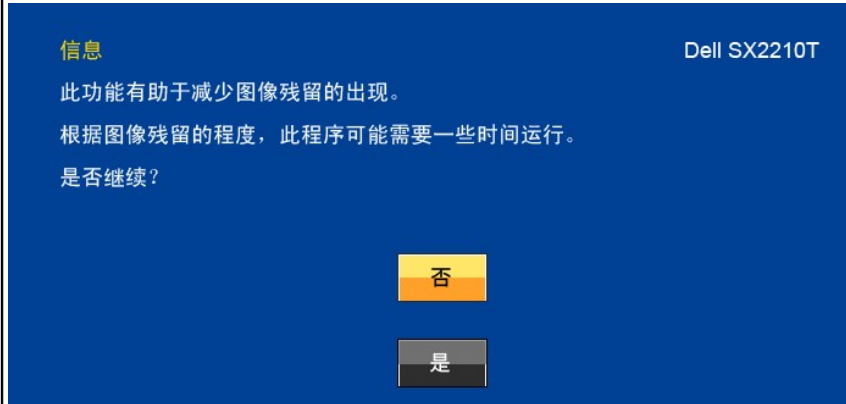 信息
Dell SX2210T
此功能有助于减少图像残留的出现。
根据图像残留的程度，此程序可能需要一些时间运行。
是否继续？
否
是